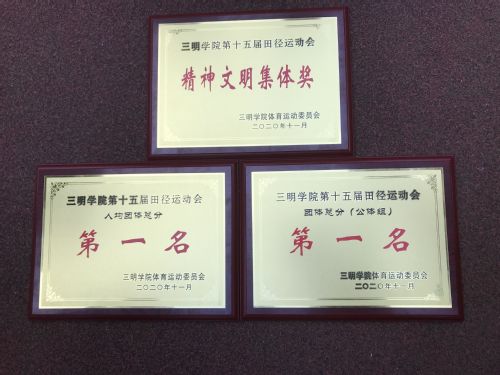 三明学院第十五届田径运动会
精神文明集体奖
三明学院体育运动委员会
二〇二〇年十一月
三明学院第十五届田径运动会
人均团体总分
第一名
三明学院体育运动委员会
二〇二〇年十一月
三明学院第十五届田径运动会
团体总分（公体组）
第一名
三明学院体育运动委员会
二〇二〇年十一月